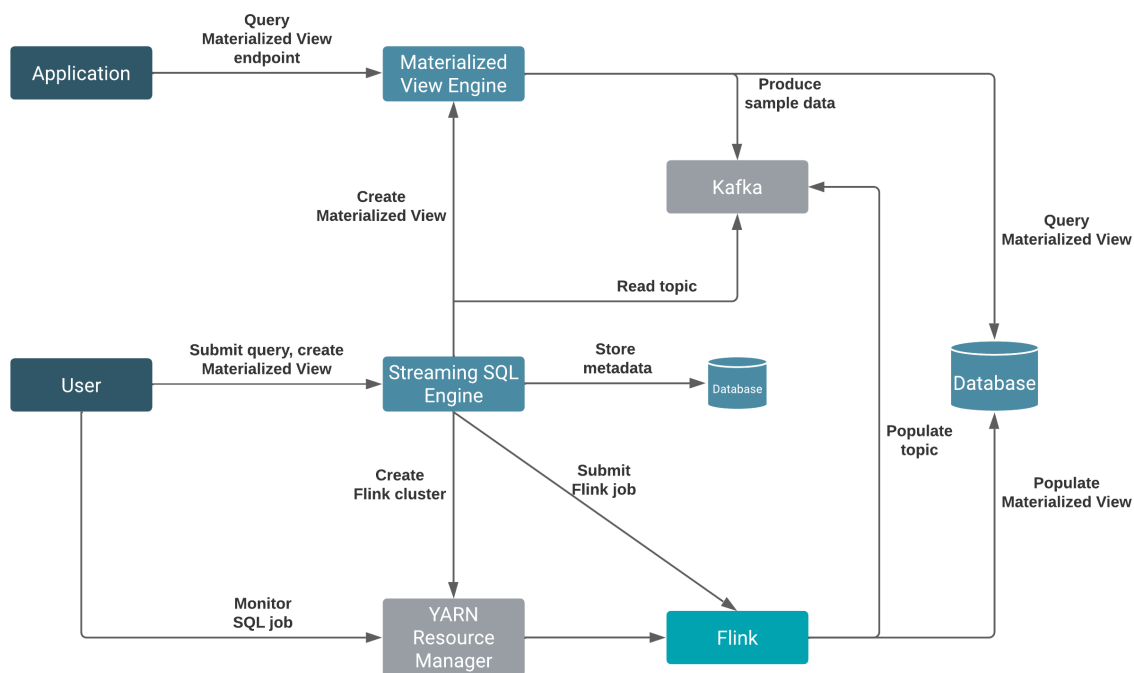 Query
Materialized View
endpoint
Application
Materialized
View Engine
Produce
sample data
Kafka
Create
Materialized View
Query
Materialized View
Read topic
Submit query, create
Materialized View
User
Streaming SQL
Engine
Store
metadata
Database
Database
Populate
topic
Create
Flink cluster
Submit
Flink job
Populate
Materialized View
Monitor
SQL job
YARN
Resource
Manager
Flink